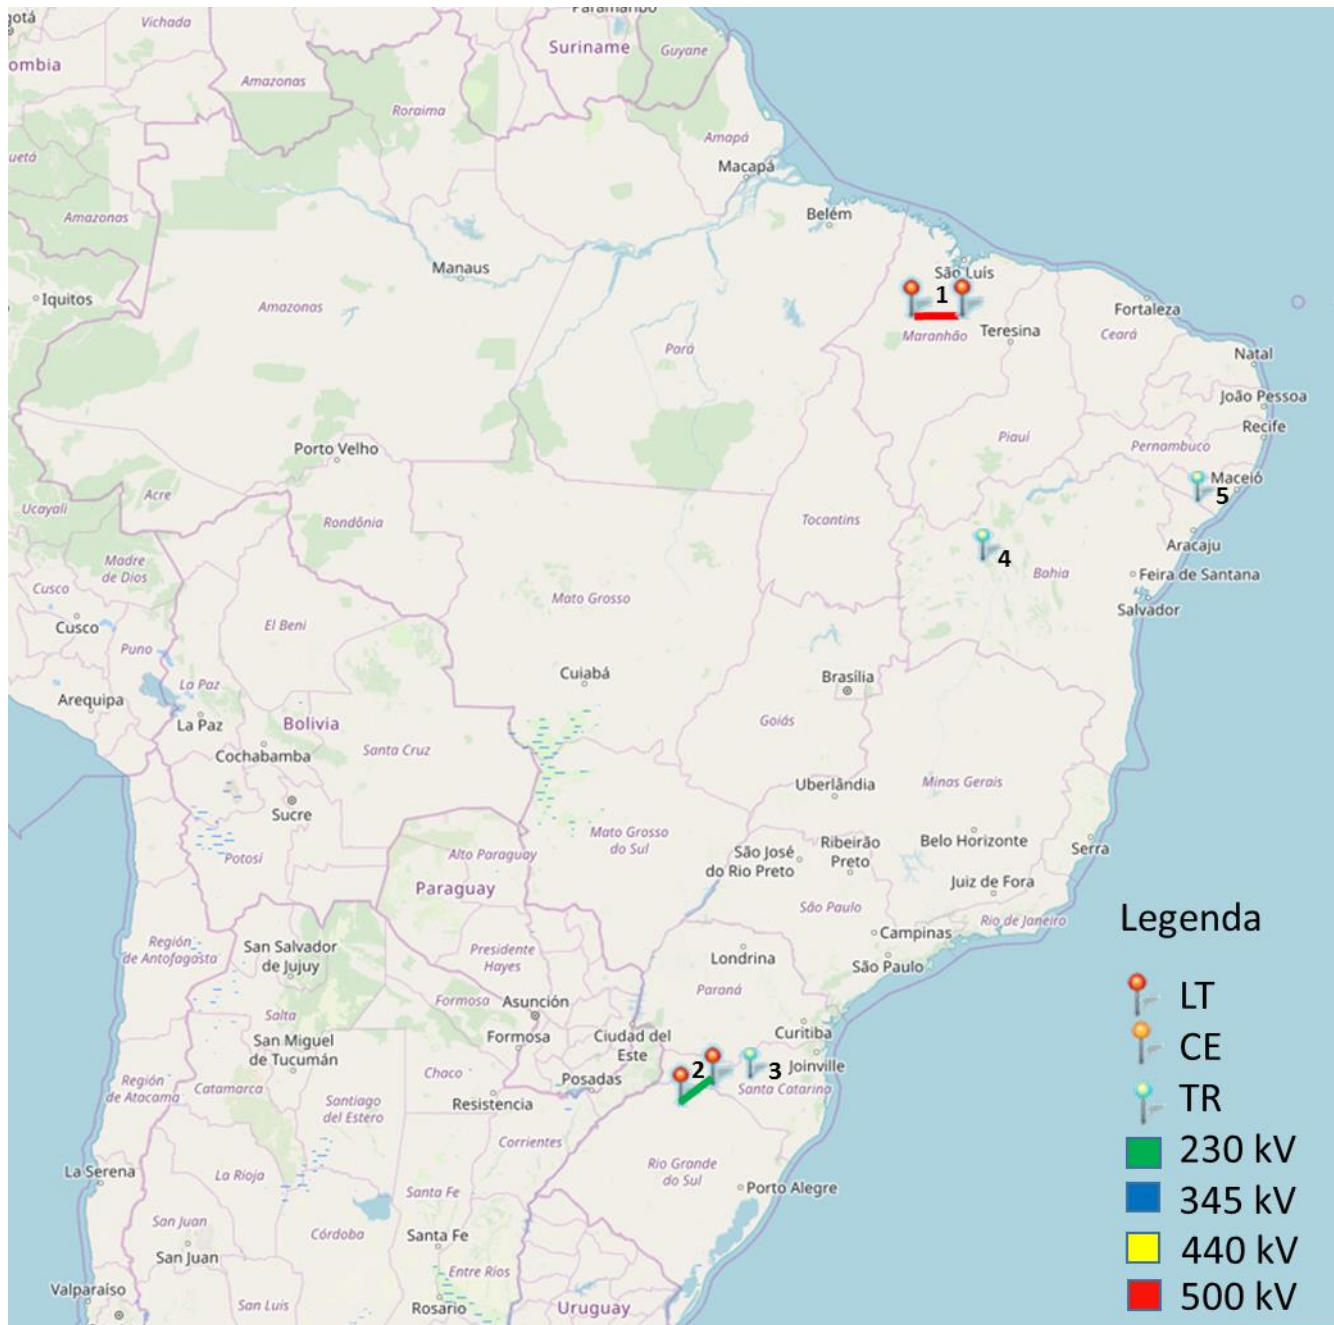 gotá
Vichada
Paramaribo
Suriname
Guyane
ombia
Amazonas
Roraima
Amapá
Macapá
uetá
Amazonas
Belém
Manaus
São Luís
Iquitos
Amazonas
1
Fortaleza
Maranhão
Teresina
Ceará
Pará
Natal
João Pessoa
Recife
Porto Velho
Piauí
Pernambuco
Maceió
5
Acre
Ucayali
Rondônia
Tocantins
Aracaju
4
Madre
de Dios
Bahia
Feira de Santana
Cusco
Mato Grosso
Salvador
Cusco
El Beni
Puno
Cuiabá
Brasília
La Paz
Arequipa
La Paz
Bolivia
Goiás
Cochabamba
Santa Cruz
Uberlândia
Minas Gerais
Sucre
Mato Grosso
do Sul
Ribeirão
Preto
Belo Horizonte
São José
do Rio Preto
Serra
Potosí
Alto Paraguay
Paraguay
Juiz de Fora
São Paulo
Rio de Janeiro
Legenda
Región
de Antofagasta
San Salvador
de Jujuy
Presidente
Hayes
Campinas
Londrina
São Paulo
Paraná
LT
Salta
Formosa
Asunción
San Miguel
de Tucumán
Formosa
Ciudad del
Este
Curitiba
CE
2
3
Joinville
Región
de Atacama
Catamarca
Chaco
Posadas
Santa Catarina
TR
Santiago
del Estero
Resistencia
Corrientes
230 kV
La Serena
La Rioja
Rio Grande
do Sul
Porto Alegre
Santa Fe
345 kV
San Juan
Córdoba
Santa Fe
San Juan
440 kV
Entre Rios
Valparaíso
San Luis
Rosario
Uruguay
500 kV